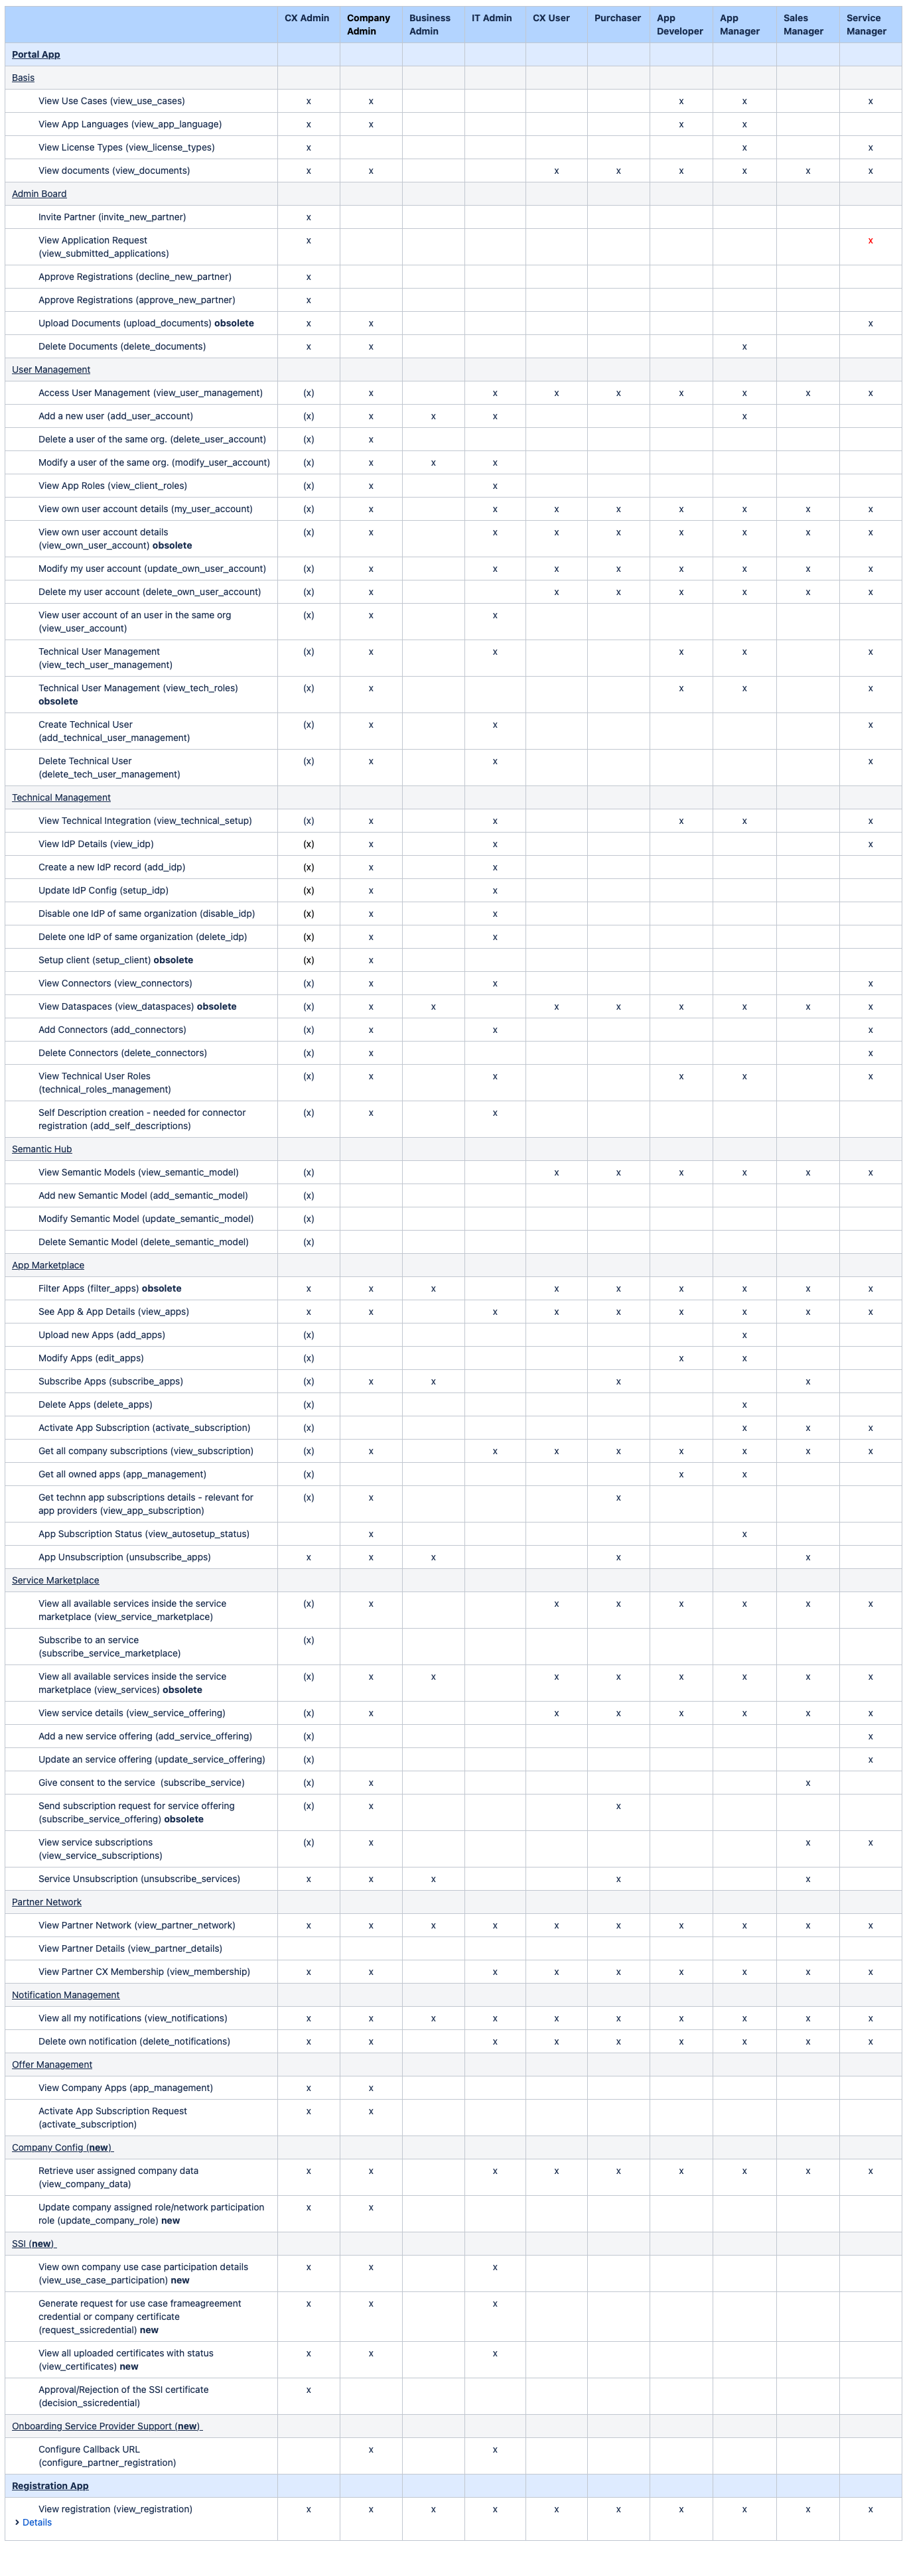 CX Admin Company Admin Business Admin IT Admin CX User Purchaser App Developer App Manager Sales Manager Service Manager
Portal App
Basis
View Use Cases (view_use_cases) x x x x x
View App Languages (view_app_language) x x x x
View License Types (view_license_types) x x x
View documents (view_documents) x x x x x x x x
Admin Board
Invite Partner (invite_new_partner) x
View Application Request x x
(view_submitted_applications)
Approve Registrations (decline_new_partner) x
Approve Registrations (approve_new_partner) x
Upload Documents (upload_documents) obsolete x x x
Delete Documents (delete_documents) x x x
User Management
Access User Management (view_user_management) (x) x x x x x x x x
Add a new user (add_user_account) (x) x x x x
Delete a user of the same org. (delete_user_account) (x) x
Modify a user of the same org. (modify_user_account) (x) x x x
View App Roles (view_client_roles) (x) x x
View own user account details (my_user_account) (x) x x x x x x x x
View own user account details (x) x x x x x x x x
(view_own_user_account) obsolete
Modify my user account (update_own_user_account) (x) x x x x x x x x
Delete my user account (delete_own_user_account) (x) x x x x x x x
View user account of an user in the same org (x) x x
(view_user_account)
Technical User Management (x) x x x x x
(view_tech_user_management)
Technical User Management (view_tech_roles) (x) x x x x
obsolete
Create Technical User (x) x x x
(add_technical_user_management)
Delete Technical User (x) x x x
(delete_tech_user_management)
Technical Management
View Technical Integration (view_technical_setup) (x) x x x x x
View IdP Details (view_idp) (x) x x x
Create a new IdP record (add_idp) (x) x x
Update IdP Config (setup_idp) (x) x x
Disable one IdP of same organization (disable_idp) (x) x x
Delete one IdP of same organization (delete_idp) (x) x x
Setup client (setup_client) obsolete (x) x
View Connectors (view_connectors) (x) x x x
View Dataspaces (view_dataspaces) obsolete (x) x x x x x x x x
Add Connectors (add_connectors) (x) x x x
Delete Connectors (delete_connectors) (x) x x
View Technical User Roles (x) x x x x x
(technical_roles_management)
Self Description creation - needed for connector (x) x x
registration (add_self_descriptions)
Semantic Hub
View Semantic Models (view_semantic_model) (x) x x x x x x
Add new Semantic Model (add_semantic_model) (x)
Modify Semantic Model (update_semantic_model) (x)
Delete Semantic Model (delete_semantic_model) (x)
App Marketplace
Filter Apps (filter_apps) obsolete x x x x x x x x x
See App & App Details (view_apps) x x x x x x x x x
Upload new Apps (add_apps) (x) x
Modify Apps (edit_apps) (x) x x
Subscribe Apps (subscribe_apps) (x) x x x x
Delete Apps (delete_apps) (x) x
Activate App Subscription (activate_subscription) (x) x x x
Get all company subscriptions (view_subscription) (x) x x x x x x x x
Get all owned apps (app_management) (x) x x
Get technn app subscriptions details - relevant for (x) x x
app providers (view_app_subscription)
App Subscription Status (view_autosetup_status) x x
App Unsubscription (unsubscribe_apps) x x x x x
Service Marketplace
View all available services inside the service (x) x x x x x x x
marketplace (view_service_marketplace)
Subscribe to an service (x)
(subscribe_service_marketplace)
View all available services inside the service (x) x x x x x x x x
marketplace (view_services) obsolete
View service details (view_service_offering) (x) x x x x x x x
Add a new service offering (add_service_offering) (x) x
Update an service offering (update_service_offering) (x) x
Give consent to the service (subscribe_service) (x) x x
Send subscription request for service offering (x) x x
(subscribe_service_offering) obsolete
View service subscriptions (x) x x x
(view_service_subscriptions)
Service Unsubscription (unsubscribe_services) x x x x x
Partner Network
View Partner Network (view_partner_network) x x x x x x x x x x
View Partner Details (view_partner_details)
View Partner CX Membership (view_membership) x x x x x x x x x
Notification Management
View all my notifications (view_notifications) x x x x x x x x x x
Delete own notification (delete_notifications) x x x x x x x x x
Offer Management
View Company Apps (app_management) x x
Activate App Subscription Request x x
(activate_subscription)
Company Config (new)
Retrieve user assigned company data x x x x x x x x x
(view_company_data)
Update company assigned role/network participation x x
role (update_company_role) new
SSI (new)
View own company use case participation details x x x
(view_use_case_participation) new
Generate request for use case frameagreement x x x
credential or company certificate
(request_ssicredential) new
View all uploaded certificates with status x x x
(view_certificates) new
Approval/Rejection of the SSI certificate x
(decision_ssicredential)
Onboarding Service Provider Support (new)
Configure Callback URL x x
(configure_partner_registration)
Registration App
View registration (view_registration) x x x x x x x x x x
Details